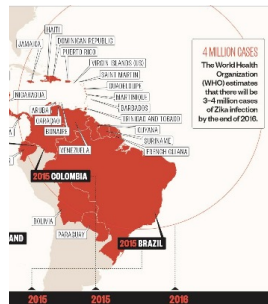 HAITI
DOMINICAN REPUBLIC
JAMAICA
PUERTO RICO
VIRGIN ISLANDS (US)
SAINT MARTIN
GUADELOUPE
MARTINIQUE
BARBADOS
TRINIDAD AND TOBAGO
GUYANA
SURINAME
FRENCH GUIANA
NICARAGUA
ARUBA
CURAÇAO
BONAIRE
VENEZUELA
2015 COLOMBIA
BOLIVIA
PARAGUAY
2015 BRAZIL
AND
4 MILLION CASES
The World Health
Organization
(WHO) estimates
that there will be
3–4 million cases
of Zika infection
by the end of 2016.
2015
2015
2016